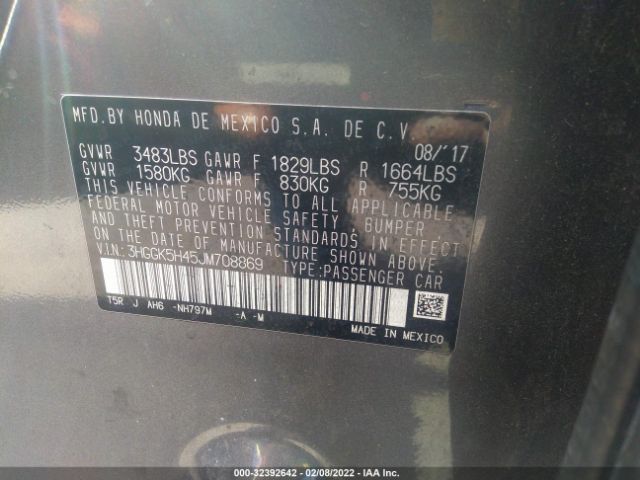 MFD.BY HONDA DE MEXICO S.A. DE C.V.
08/'17
GVWR 3483LBS GAWR F 1829LBS R 1664LBS
GVWR 1580KG GAWR F 830KG R 755KG
THIS VEHICLE CONFORMS TO ALL APPLICABLE
FEDERAL MOTOR VEHICLE SAFETY, BUMPER
AND THEFT PREVENTION STANDARDS IN EFFECT
ON THE DATE OF MANUFACTURE SHOWN ABOVE.
VIN: 3HGGK5H45JM708869 TYPE:PASSENGER CAR
T5R J AH6 -NH797M -A -M
MADE IN MEXICO
000-32392642 / 02/08/2022 - IAA Inc.